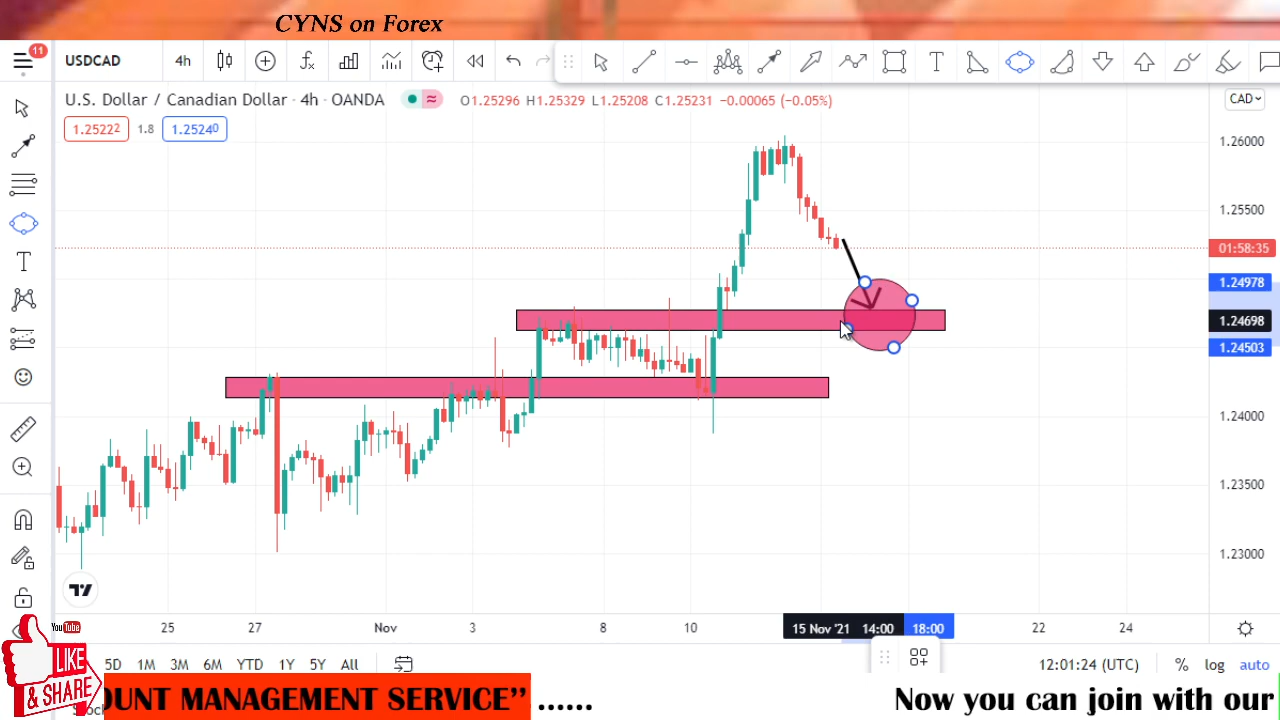 CYNS on Forex
11
USDCAD
4h
U.S. Dollar / Canadian Dollar · 4h · OANDA
O1.25296 H1.25329 L1.25208 C1.25231 −0.00065 (−0.05%)
CAD
1.25222
1.8
1.25240
1.26000
1.25500
01:58:35
1.24978
1.24698
1.24503
1.24000
1.23500
1.23000
25
27
Nov
3
8
10
15 Nov '21
14:00
18:00
22
24
You Tube
LIKE
& SHARE
5D
1M
3M
6M
YTD
1Y
5Y
All
12:01:24 (UTC)
%
log
auto
OUNT MANAGEMENT SERVICE” ......
Now you can join with our